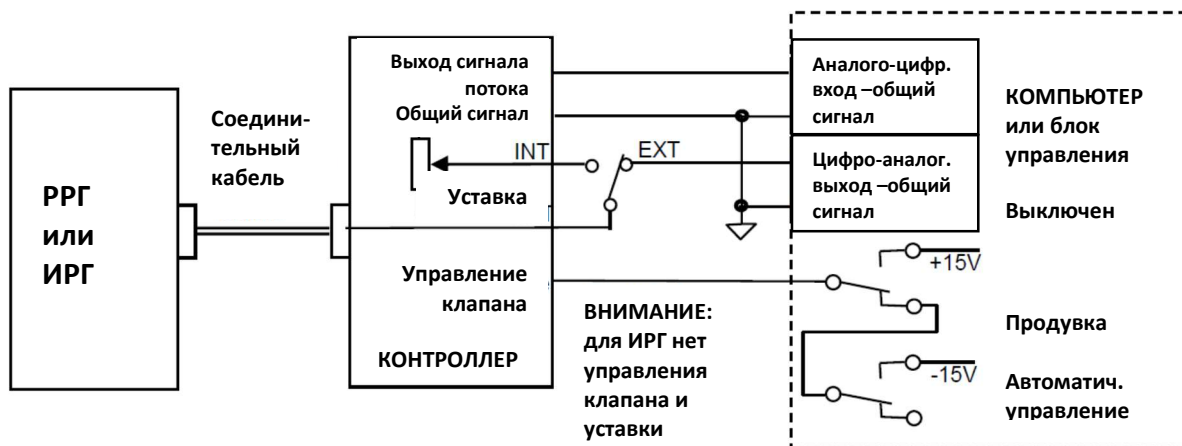 РРГ
или
ИРГ
Соедини-
тельный
кабель
Выход сигнала
потока
Общий сигнал
INT
EXT
Уставка
Управление
клапана
КОНТРОЛЛЕР
ВНИМАНИЕ:
для ИРГ нет
управления
клапана и
уставки
Аналого-цифр.
вход –общий
сигнал
Цифро-аналог.
выход –общий
сигнал
КОМПЬЮТЕР
или блок
управления
Выключен
+15V
Продувка
-15V
Автоматич.
управление